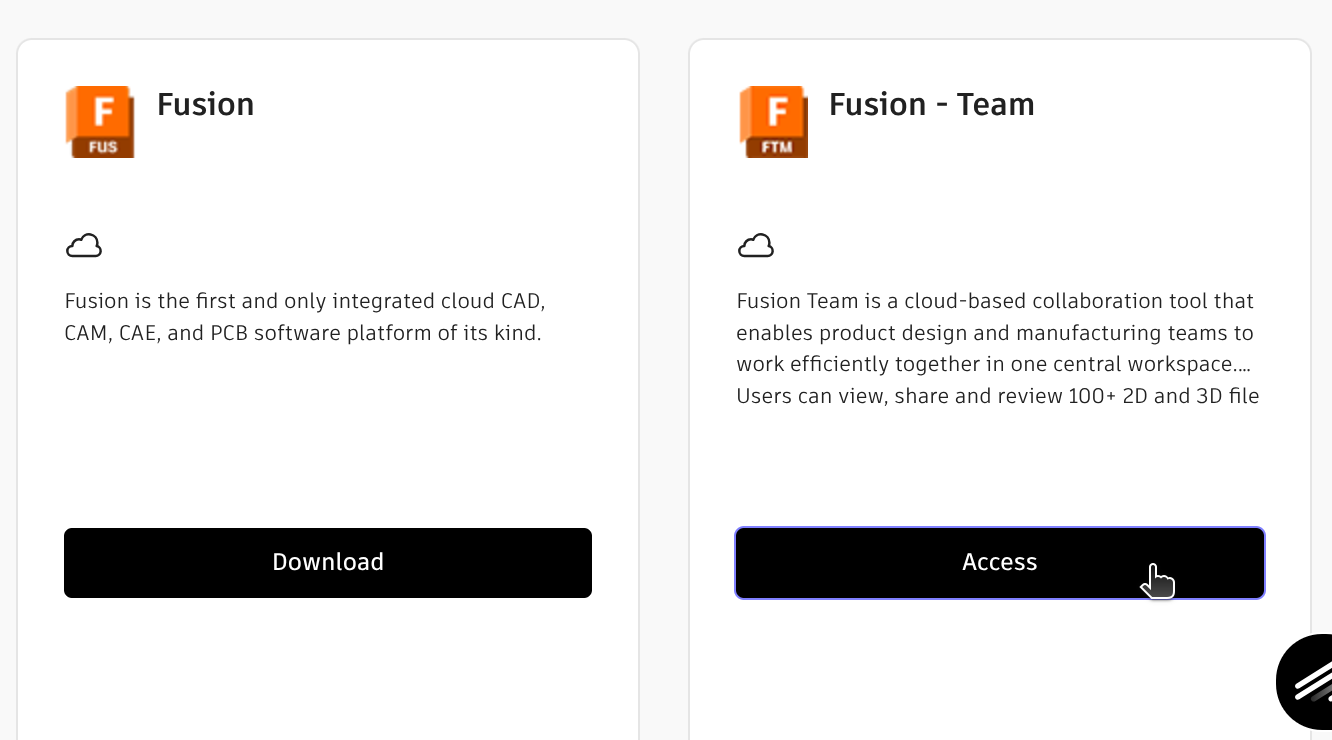 F
FUS
Fusion
Fusion is the first and only integrated cloud CAD,
CAM, CAE, and PCB software platform of its kind.
Download
F
FTM
Fusion - Team
Fusion Team is a cloud-based collaboration tool that
enables product design and manufacturing teams to
work efficiently together in one central workspace....
Users can view, share and review 100+ 2D and 3D file
Access